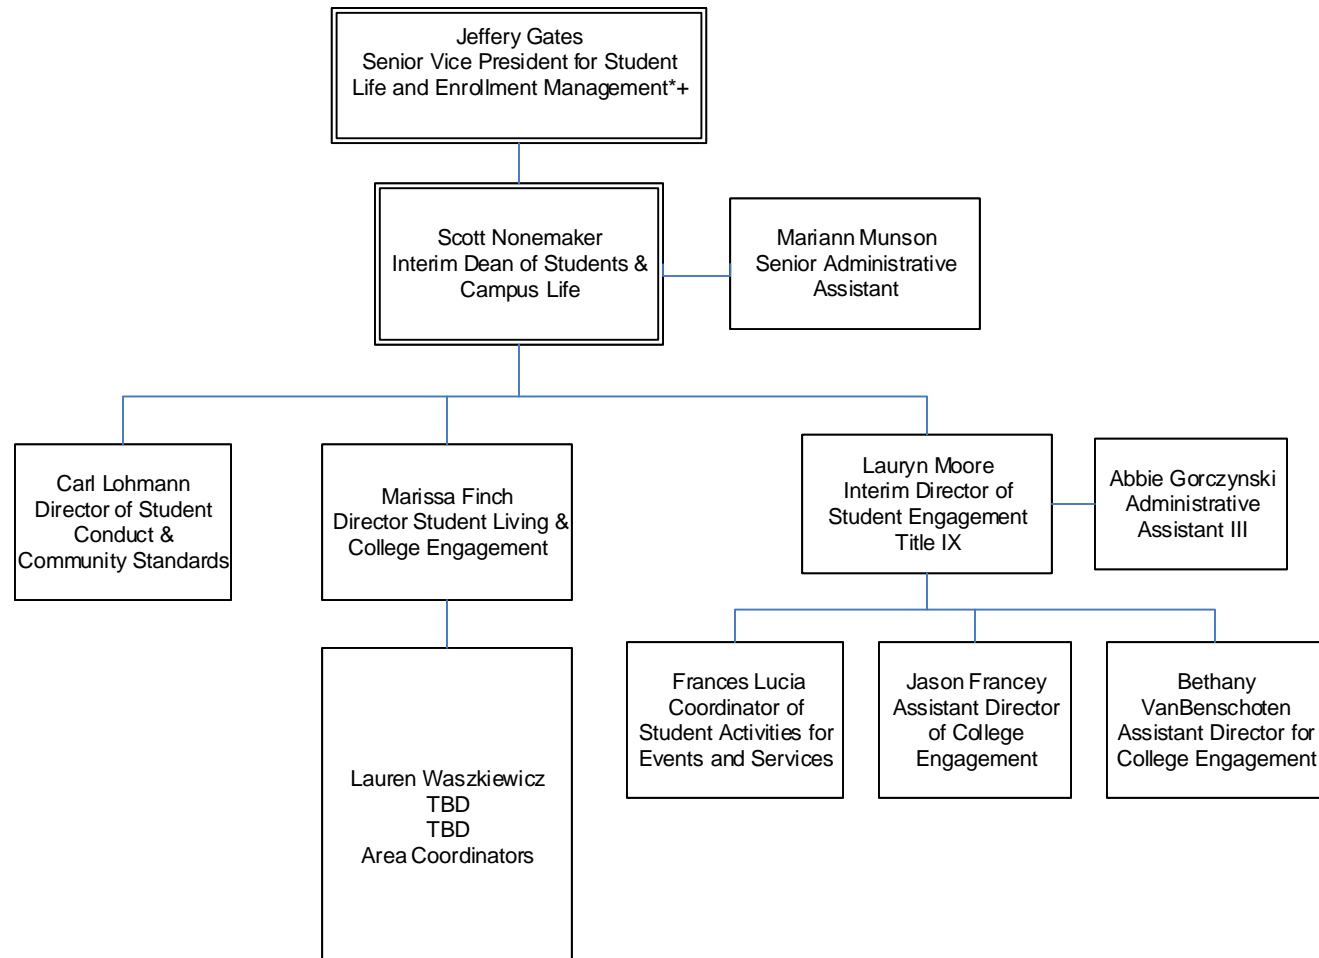 Jeffery Gates
Senior Vice President for Student
Life and Enrollment Management*+
Scott Nonemaker
Interim Dean of Students &
Campus Life
Mariann Munson
Senior Administrative
Assistant
Carl Lohmann
Director of Student
Conduct &
Community Standards
Marissa Finch
Director Student Living &
College Engagement
Lauryn Moore
Interim Director of
Student Engagement
Title IX
Abbie Gorczynski
Administrative
Assistant III
Frances Lucia
Coordinator of
Student Activities for
Events and Services
Jason Francey
Assistant Director
of College
Engagement
Bethany
VanBenschoten
Assistant Director for
College Engagement
Lauren Waszkiewicz
TBD
TBD
Area Coordinators